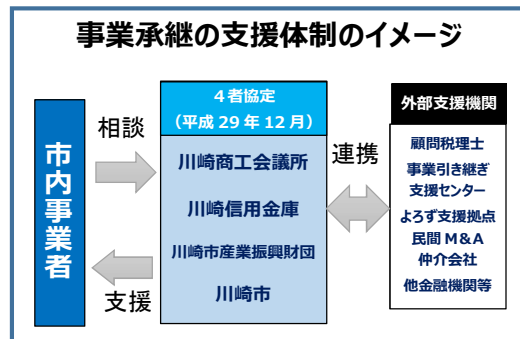 事業承継の支援体制のイメージ
市内事業者
相談
支援
4者協定
(平成 29 年 12 月)
川崎商工会議所
川崎信用金庫
川崎市産業振興財団
川崎市
連携
外部支援機関
顧問税理士
事業引き継ぎ
支援センター
よろず支援拠点
民間 M&A
仲介会社
他金融機関等